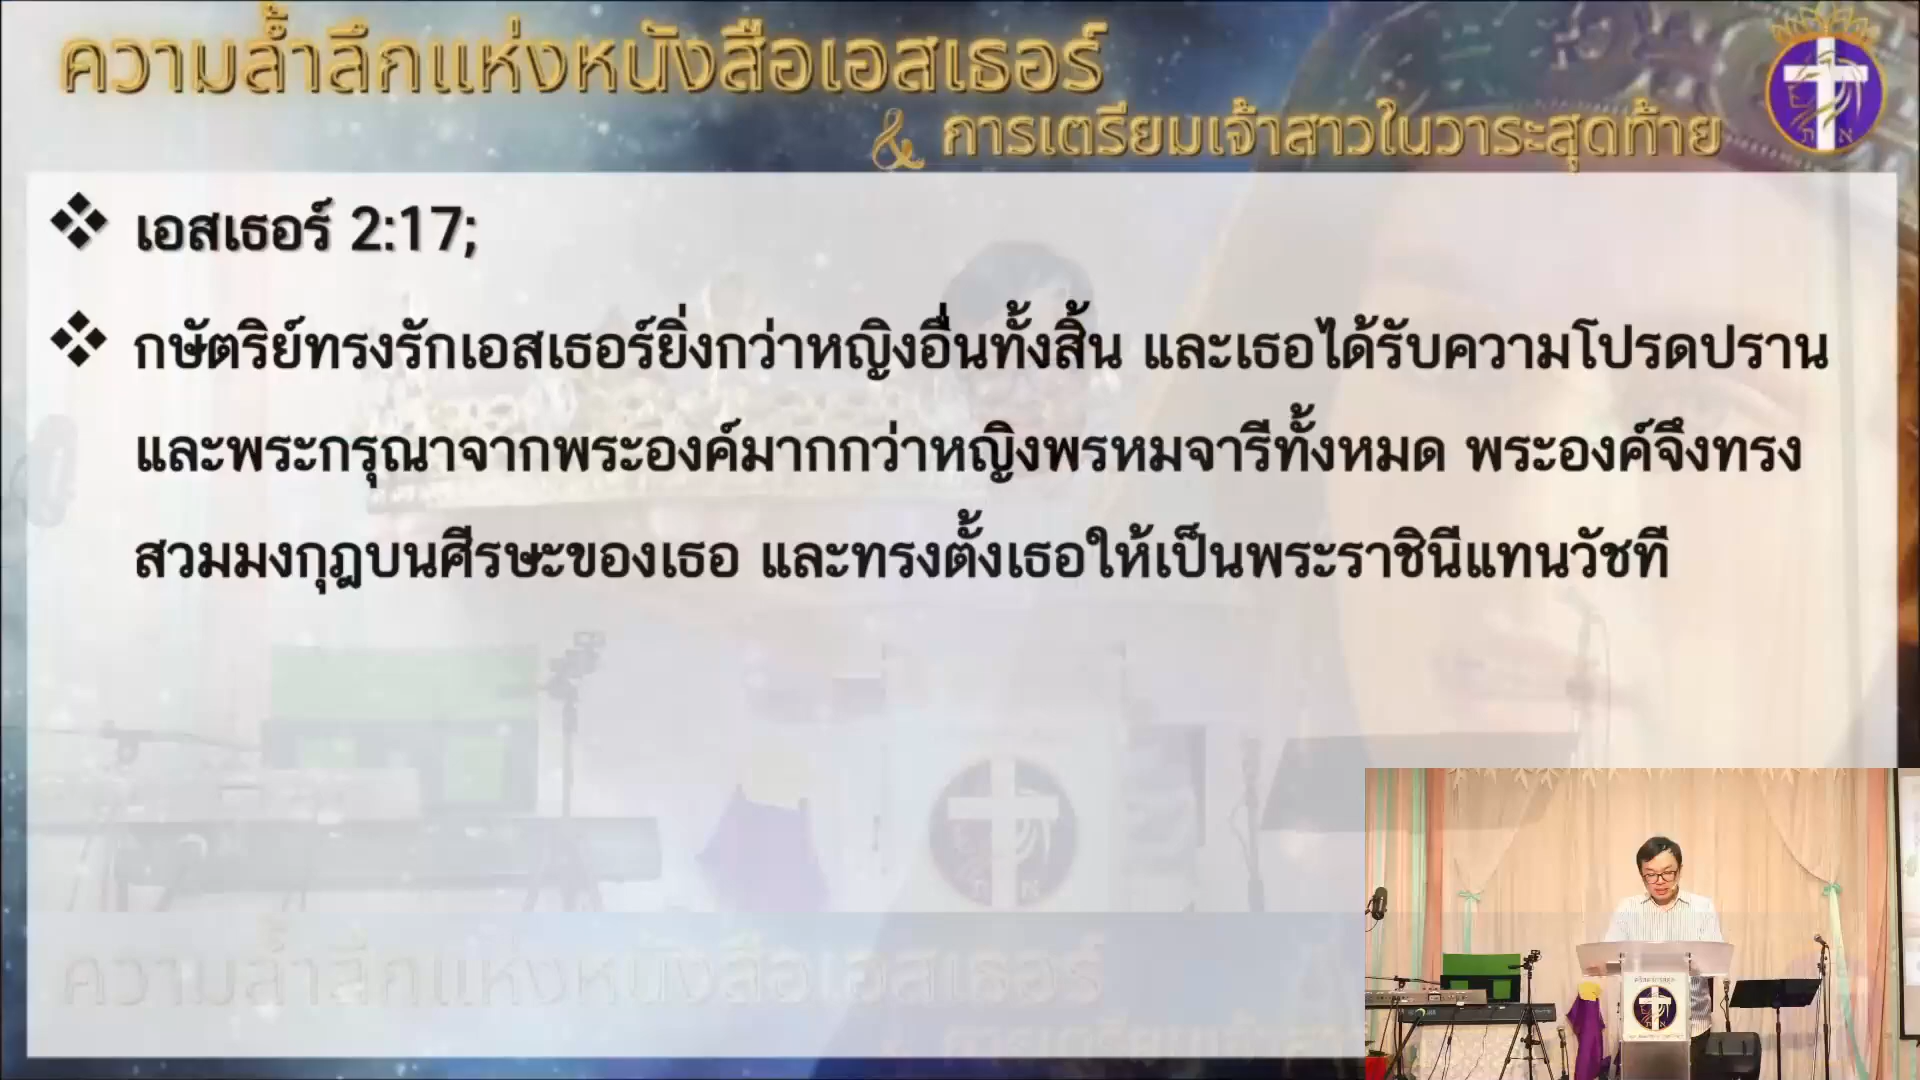 ความล้ำลึกแห่งหนังสือเอสเธอร์
& การเตรียมเจ้าสาวในวาระสุดท้าย
❖ เอสเธอร์ 2:17;
❖ กษัตริย์ทรงรักเอสเธอร์ยิ่งกว่าหญิงอื่นทั้งสิ้น และเธอได้รับความโปรดปราน
และพระกรุณาจากพระองค์มากกว่าหญิงพรหมจารีทั้งหมด พระองค์จึงทรง
สวมมงกุฎบนศีรษะของเธอ และทรงตั้งเธอให้เป็นพระราชินีแทนวัชที
ความล้ำลึกแห่งหนังสือเอสเธอร์